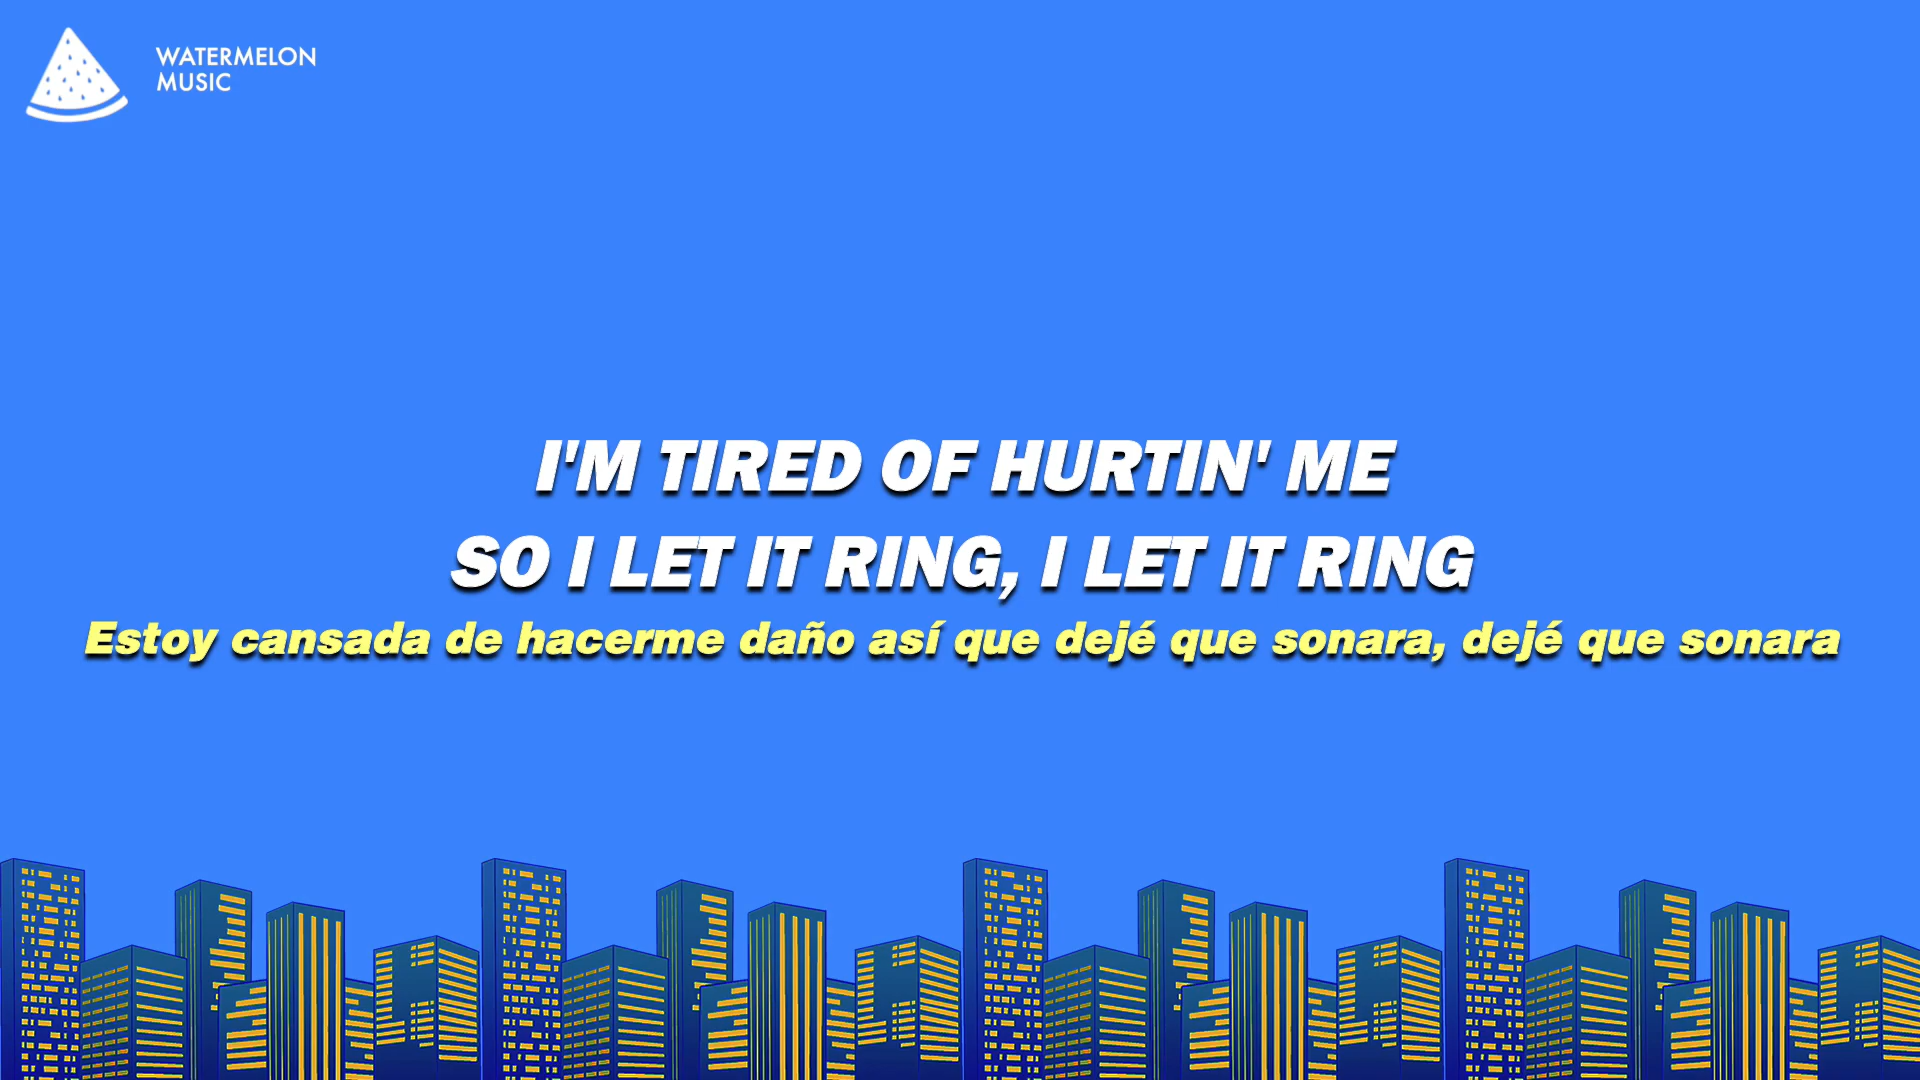 WATERMELON
MUSIC
I'M TIRED OF HURTIN' ME
SO I LET IT RING, I LET IT RING
Estoy cansada de hacerme daño así que dejé que sonara, dejé que sonara